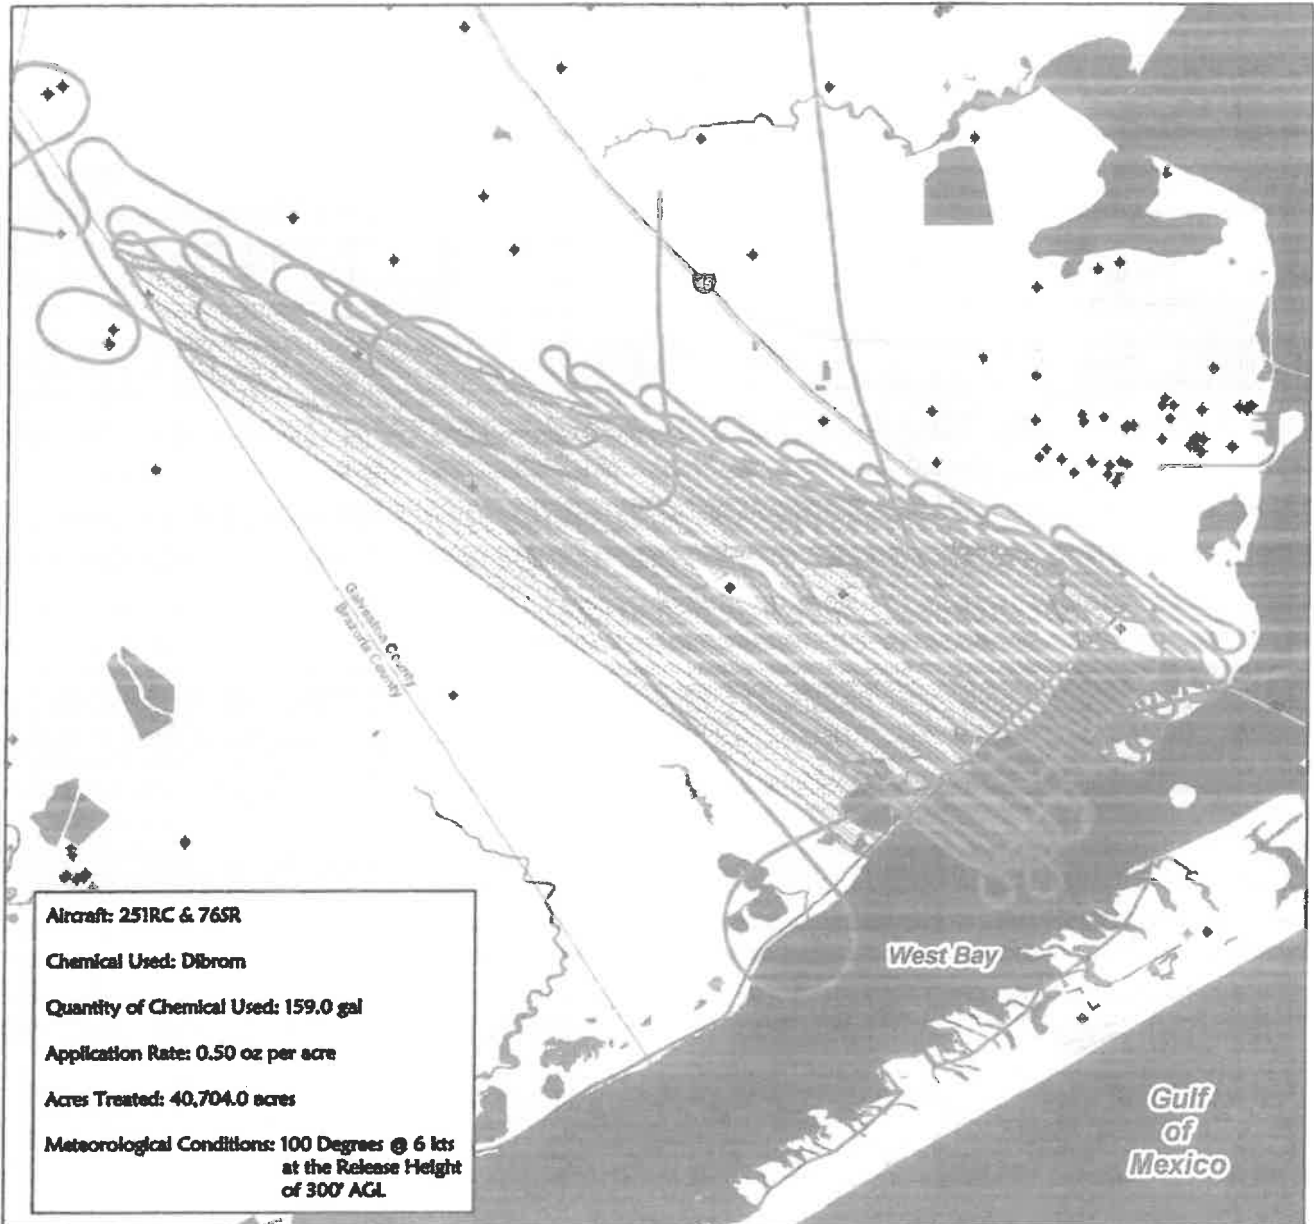 Galveston County
Brazoria County
West Bay
Gulf
of
Mexico
Aircraft: 251RC & 76SR
Chemical Used: Dibrom
Quantity of Chemical Used: 159.0 gal
Application Rate: 0.50 oz per acre
Acres Treated: 40,704.0 acres
Meteorological Conditions: 100 Degrees @ 6 kts
at the Release Height
of 300' AGL